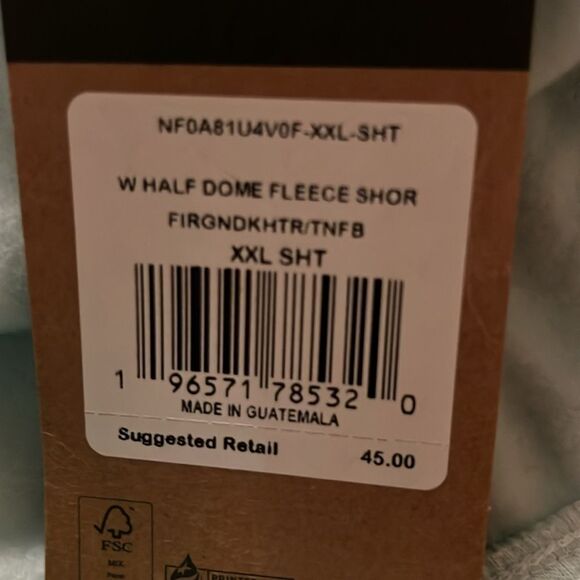 NF0A81U4V0F-XXL-SHT
W HALF DOME FLEECE SHOR
FIRGNDKHTR/TNFB
XXL SHT
1 96571 78532 0
MADE IN GUATEMALA
Suggested Retail 45.00
FSC
MIX